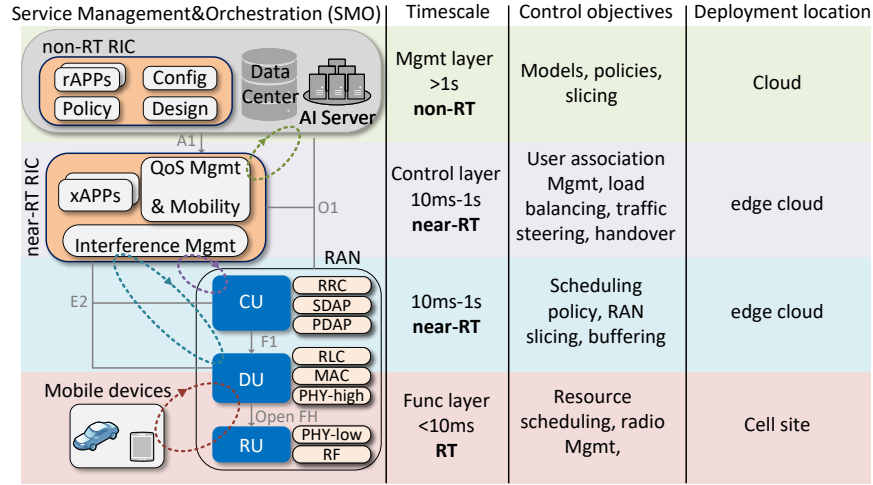 Service Management&Orchestration (SMO)
Timescale
Control objectives
Deployment location
non-RT RIC
rAPPs
Config
Policy
Design
Data
Center
AI Server
Mgmt layer
>1s
non-RT
Models, policies,
slicing
Cloud
A1
near-RT RIC
QoS Mgmt
& Mobility
xAPPs
Interference Mgmt
O1
Control layer
10ms-1s
near-RT
User association
Mgmt, load
balancing, traffic
steering, handover
edge cloud
RAN
E2
CU
RRC
SDAP
PDAP
F1
10ms-1s
near-RT
Scheduling
policy, RAN
slicing, buffering
edge cloud
DU
RLC
MAC
PHY-high
Mobile devices
Open FH
RU
PHY-low
RF
Func layer
<10ms
RT
Resource
scheduling, radio
Mgmt,
Cell site